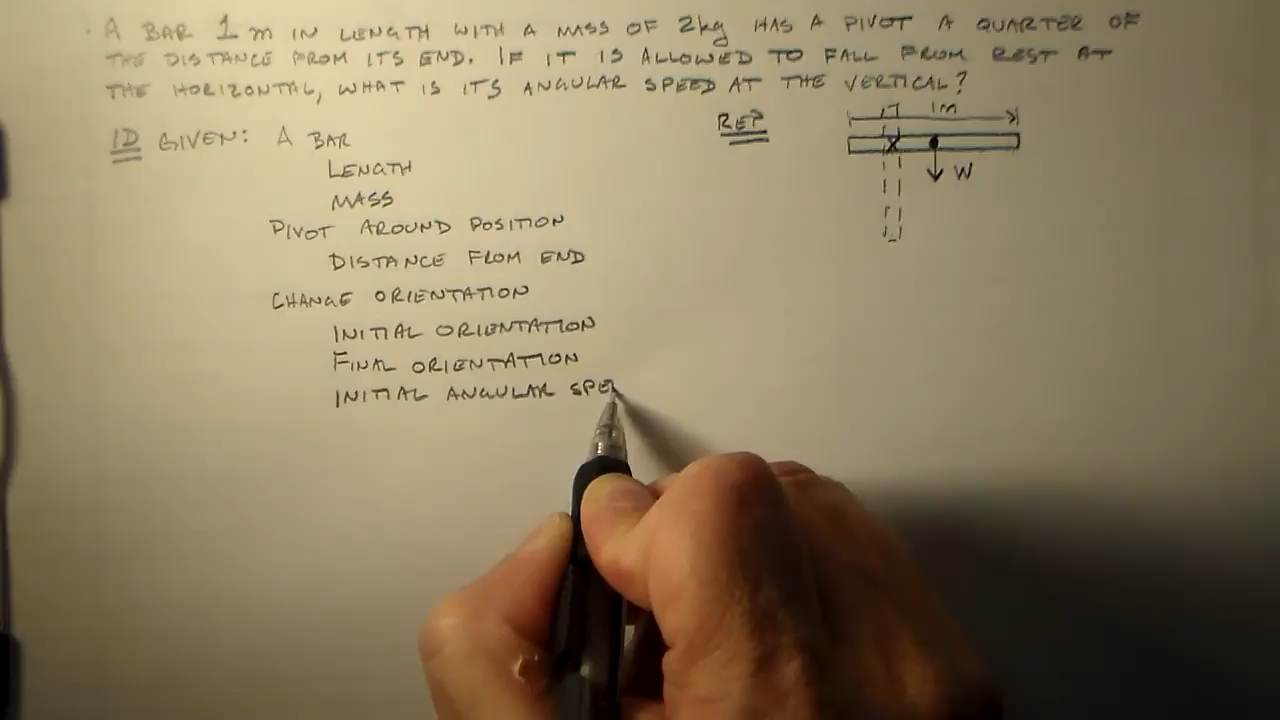 A BAR 1 m IN LENGTH WITH A MASS OF 2kg HAS A PIVOT A QUARTER OF
THE DISTANCE FROM ITS END. IF IT IS ALLOWED TO FALL FROM REST AT
THE HORIZONTAL, WHAT IS ITS ANGULAR SPEED AT THE VERTICAL?
ID GIVEN: A BAR
LENGTH
MASS
PIVOT AROUND POSITION
DISTANCE FROM END
CHANGE ORIENTATION
INITIAL ORIENTATION
FINAL ORIENTATION
INITIAL ANGULAR SPE
REP
1m
X
W